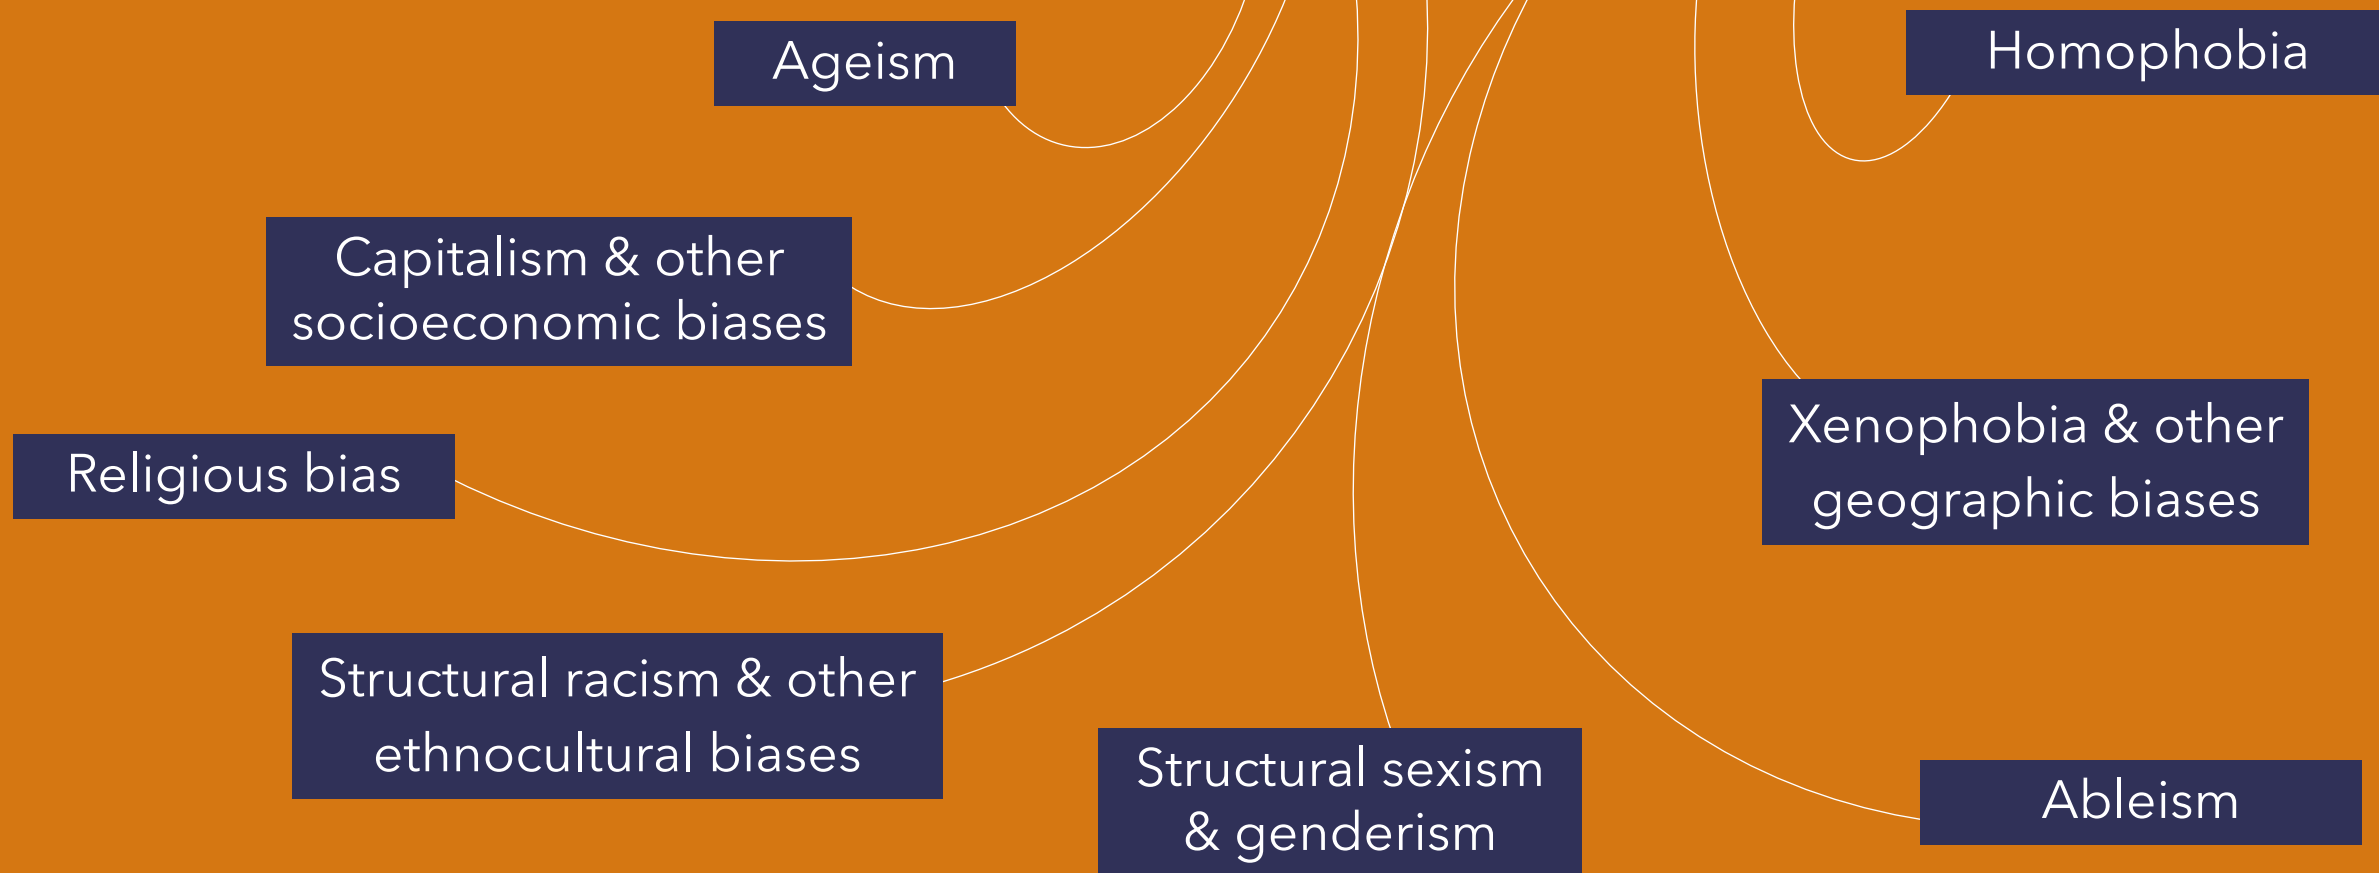 Ageism
Homophobia
Capitalism & other
socioeconomic biases
Xenophobia & other
geographic biases
Religious bias
Structural racism & other
ethnocultural biases
Structural sexism
& genderism
Ableism